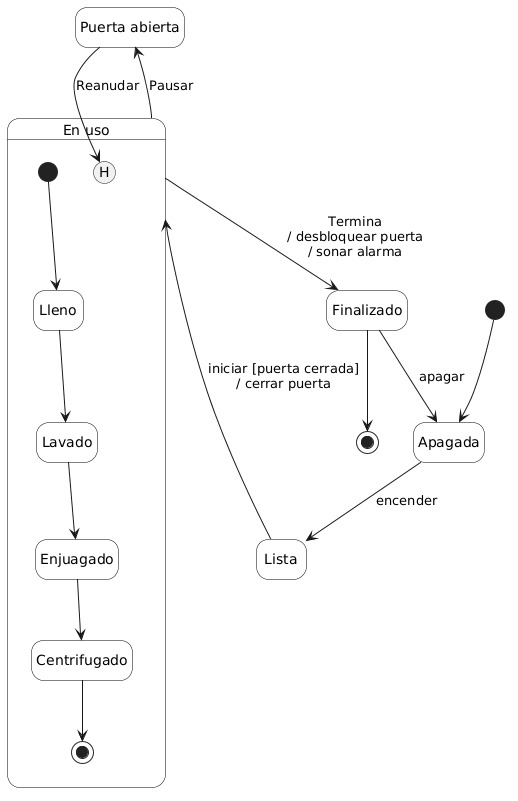 Puerta abierta
Reanudar
Pausar
En uso
H
Termina
/ desbloquear puerta
/ sonar alarma
Lleno
Finalizado
iniciar [puerta cerrada]
/ cerrar puerta
apagar
Lavado
Apagada
encender
Enjuagado
Lista
Centrifugado